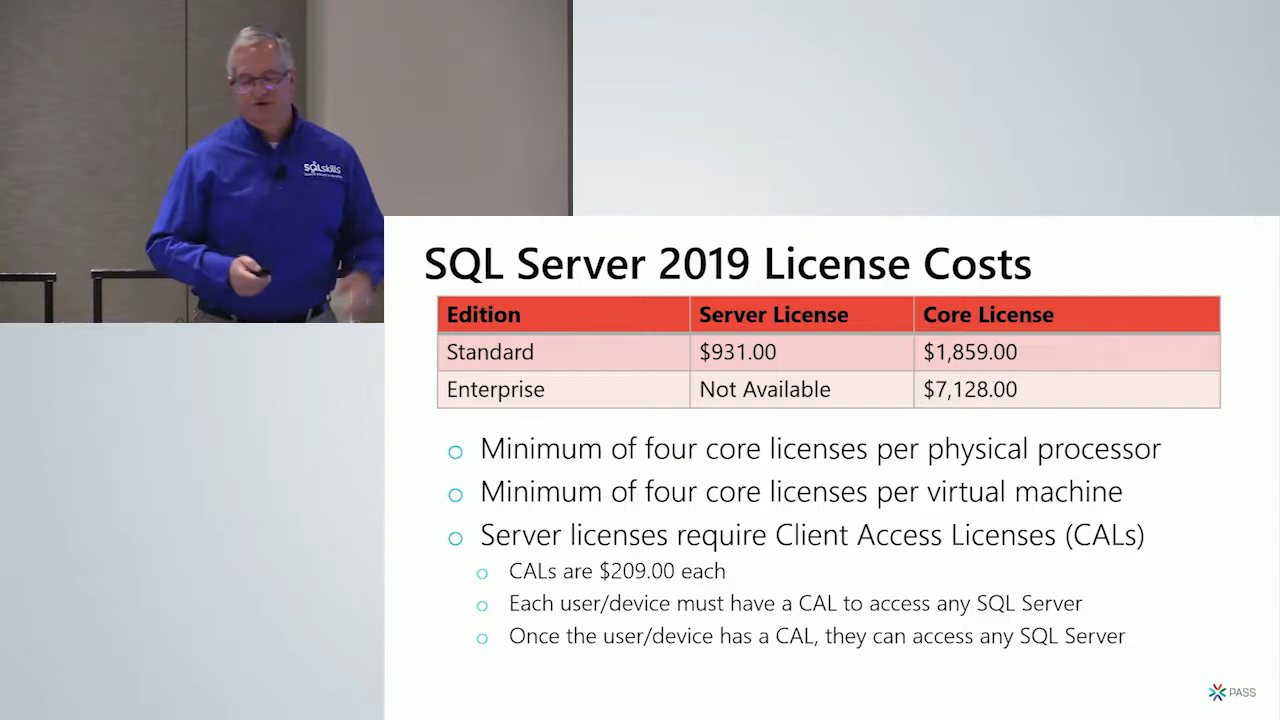 SQLskills
SQL Server 2019 License Costs
Edition Server License Core License
Standard $931.00 $1,859.00
Enterprise Not Available $7,128.00
Minimum of four core licenses per physical processor
Minimum of four core licenses per virtual machine
Server licenses require Client Access Licenses (CALs)
CALs are $209.00 each
Each user/device must have a CAL to access any SQL Server
Once the user/device has a CAL, they can access any SQL Server
PASS